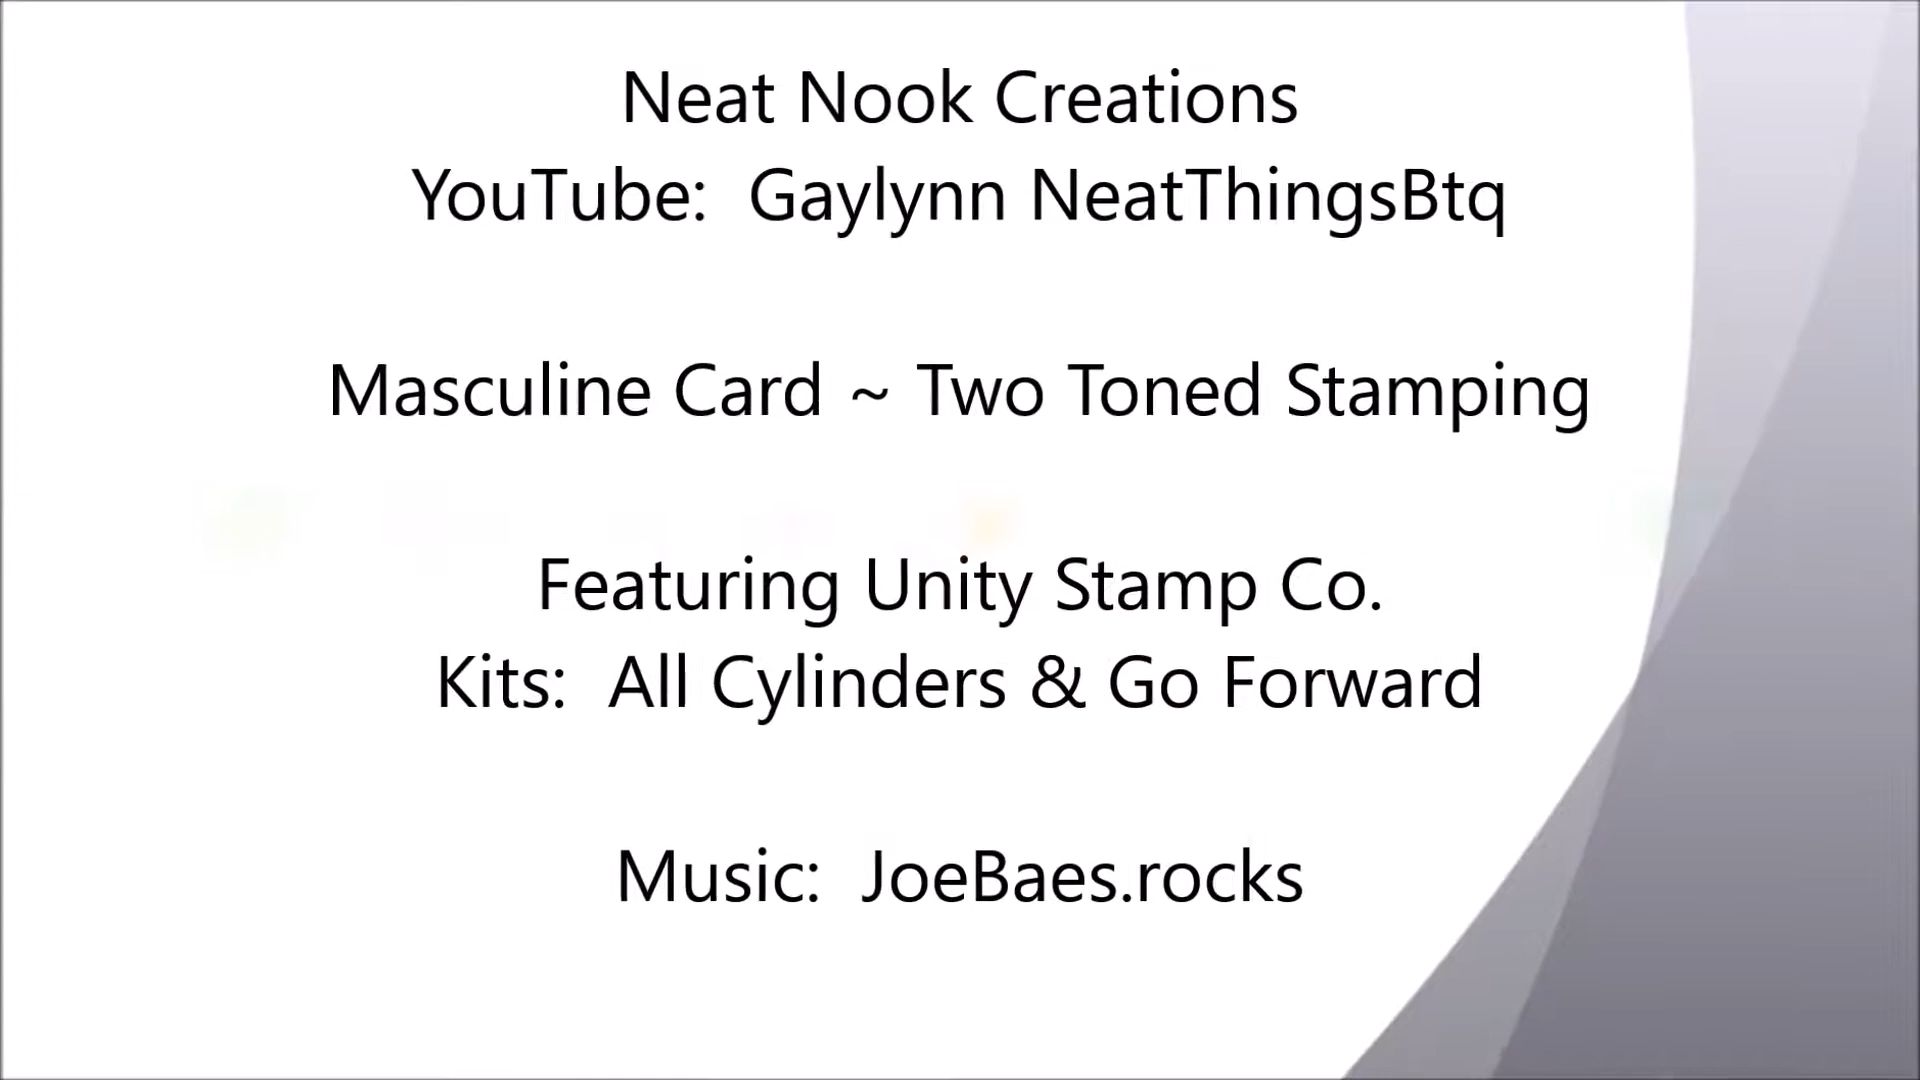 Neat Nook Creations
YouTube:  Gaylynn NeatThingsBtq
Masculine Card ~ Two Toned Stamping
Featuring Unity Stamp Co.
Kits:  All Cylinders & Go Forward
Music:  JoeBaes.rocks